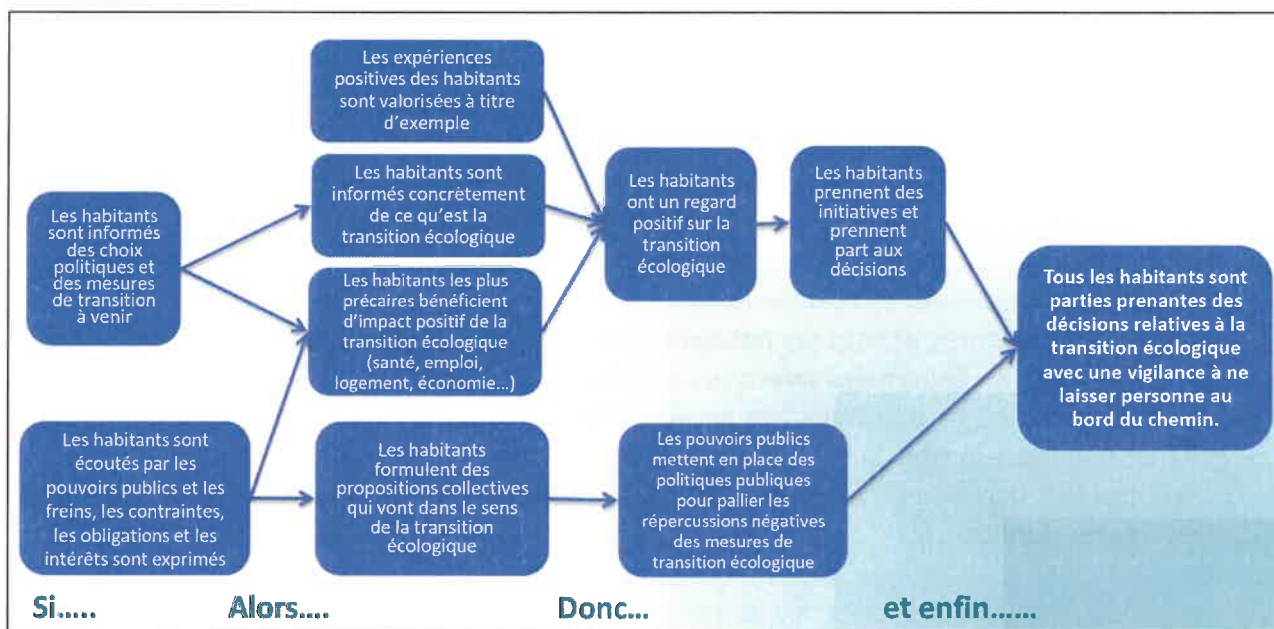 Les expériences
positives des habitants
sont valorisées à titre
d'exemple
Les habitants
sont informés
des choix
politiques et
des mesures
de transition
à venir
Les habitants sont
informés concrètement
de ce qu'est la
transition écologique
Les habitants les plus
précaires bénéficient
d'impact positif de la
transition écologique
(santé, emploi,
logement, économie...)
Les habitants
ont un regard
positif sur la
transition
écologique
Les habitants
prennent des
initiatives et
prennent
part aux
décisions
Tous les habitants sont
parties prenantes des
décisions relatives à la
transition écologique
avec une vigilance à ne
laisser personne au
bord du chemin.
Les habitants sont
écoutés par les
pouvoirs publics et les
freins, les contraintes,
les obligations et les
intérêts sont exprimés
Les habitants
formulent des
propositions collectives
qui vont dans le sens
de la transition
écologique
Les pouvoirs publics
mettent en place des
politiques publiques
pour pallier les
répercussions négatives
des mesures de
transition écologique
Si.....
Alors....
Donc...
et enfin......